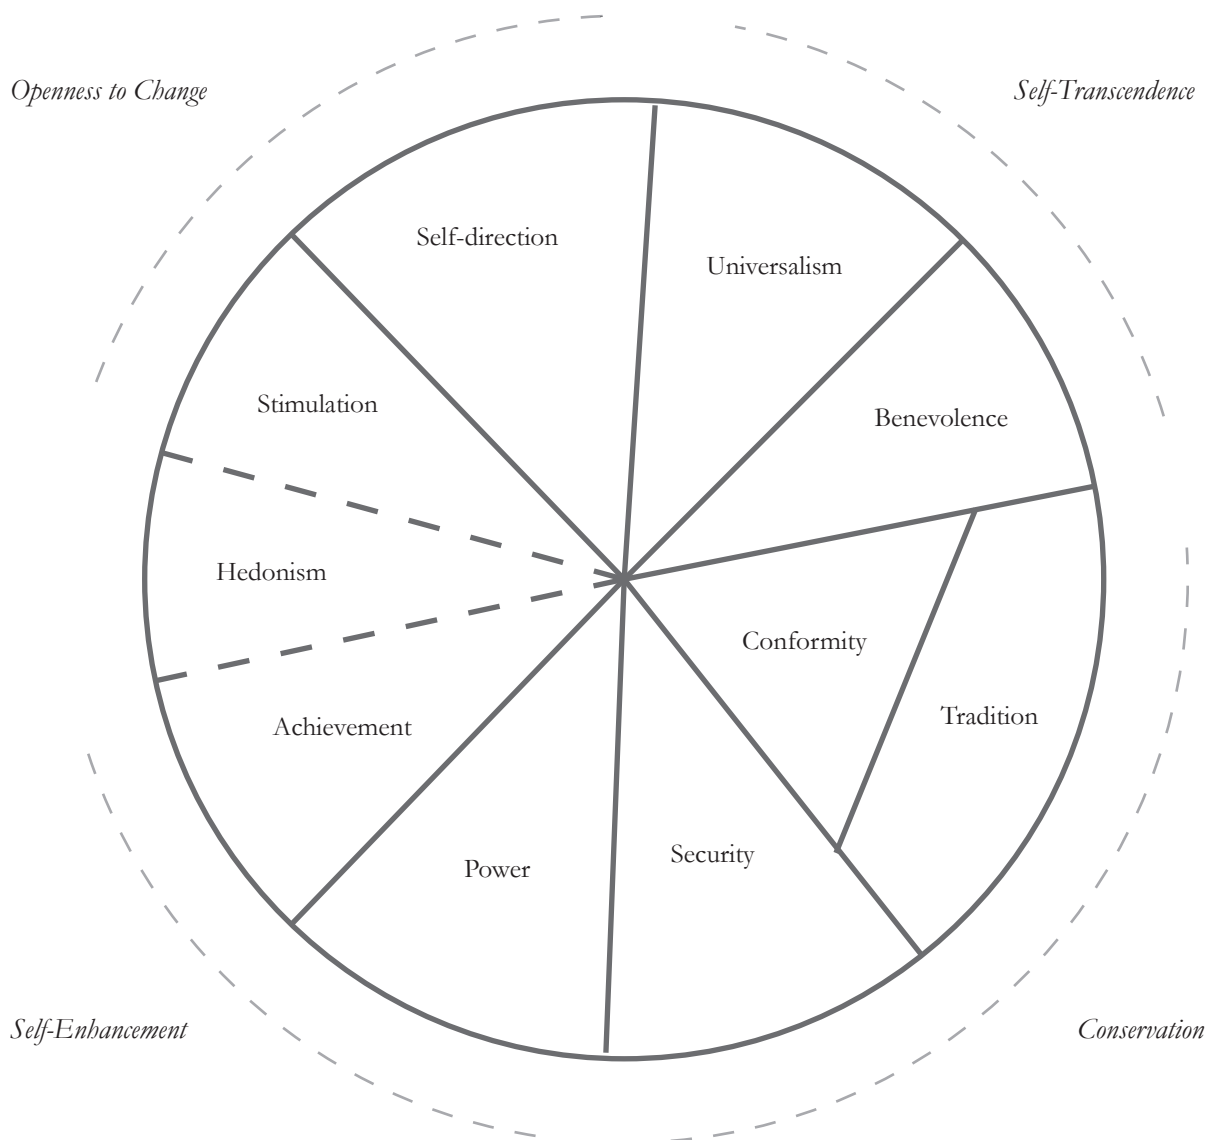 Openness to Change
Self-Transcendence
Self-direction
Universalism
Stimulation
Benevolence
Hedonism
Conformity
Tradition
Achievement
Security
Power
Self-Enhancement
Conservation